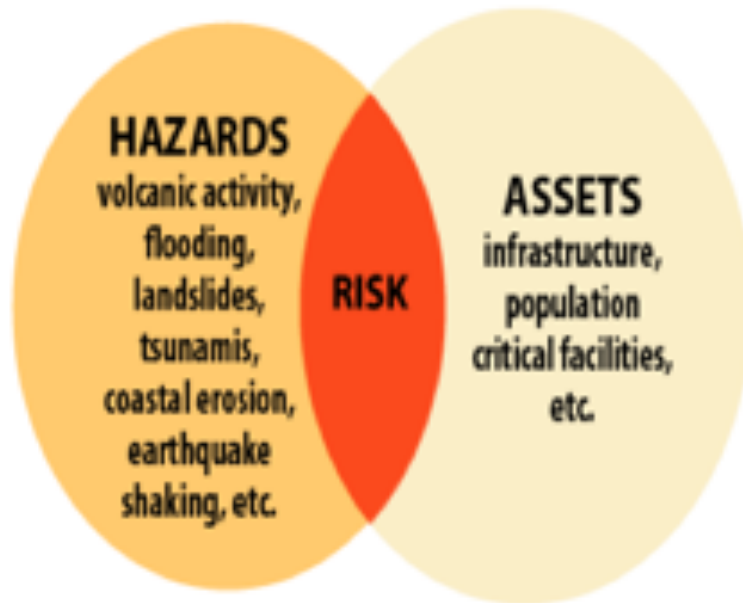 HAZARDS
volcanic activity,
flooding,
landslides,
tsunamis,
coastal erosion,
earthquake
shaking, etc.
RISK
ASSETS
infrastructure,
population
critical facilities,
etc.